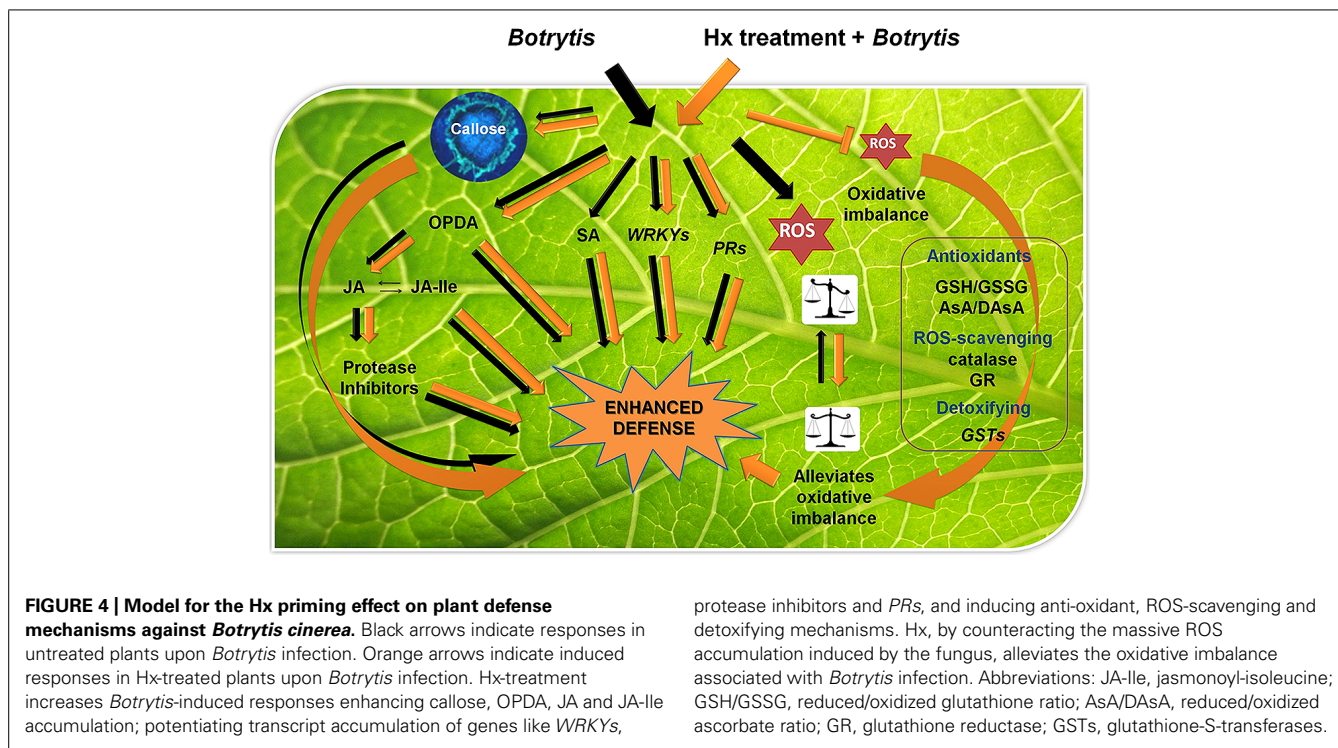 Botrytis
Hx treatment + Botrytis
Callose
ROS
Oxidative
imbalance
OPDA
SA
WRKYs
PRs
ROS
Antioxidants
GSH/GSSG
AsA/DAsA
ROS-scavenging
catalase
GR
Detoxifying
GSTs
JA
JA-Ile
Protease
Inhibitors
ENHANCED
DEFENSE
Alleviates
oxidative
imbalance
FIGURE 4 | Model for the Hx priming effect on plant defense
mechanisms against Botrytis cinerea. Black arrows indicate responses in
untreated plants upon Botrytis infection. Orange arrows indicate induced
responses in Hx-treated plants upon Botrytis infection. Hx-treatment
increases Botrytis-induced responses enhancing callose, OPDA, JA and JA-Ile
accumulation; potentiating transcript accumulation of genes like WRKYs,
protease inhibitors and PRs, and inducing anti-oxidant, ROS-scavenging and
detoxifying mechanisms. Hx, by counteracting the massive ROS
accumulation induced by the fungus, alleviates the oxidative imbalance
associated with Botrytis infection. Abbreviations: JA-Ile, jasmonoyl-isoleucine;
GSH/GSSG, reduced/oxidized glutathione ratio; AsA/DAsA, reduced/oxidized
ascorbate ratio; GR, glutathione reductase; GSTs, glutathione-S-transferases.